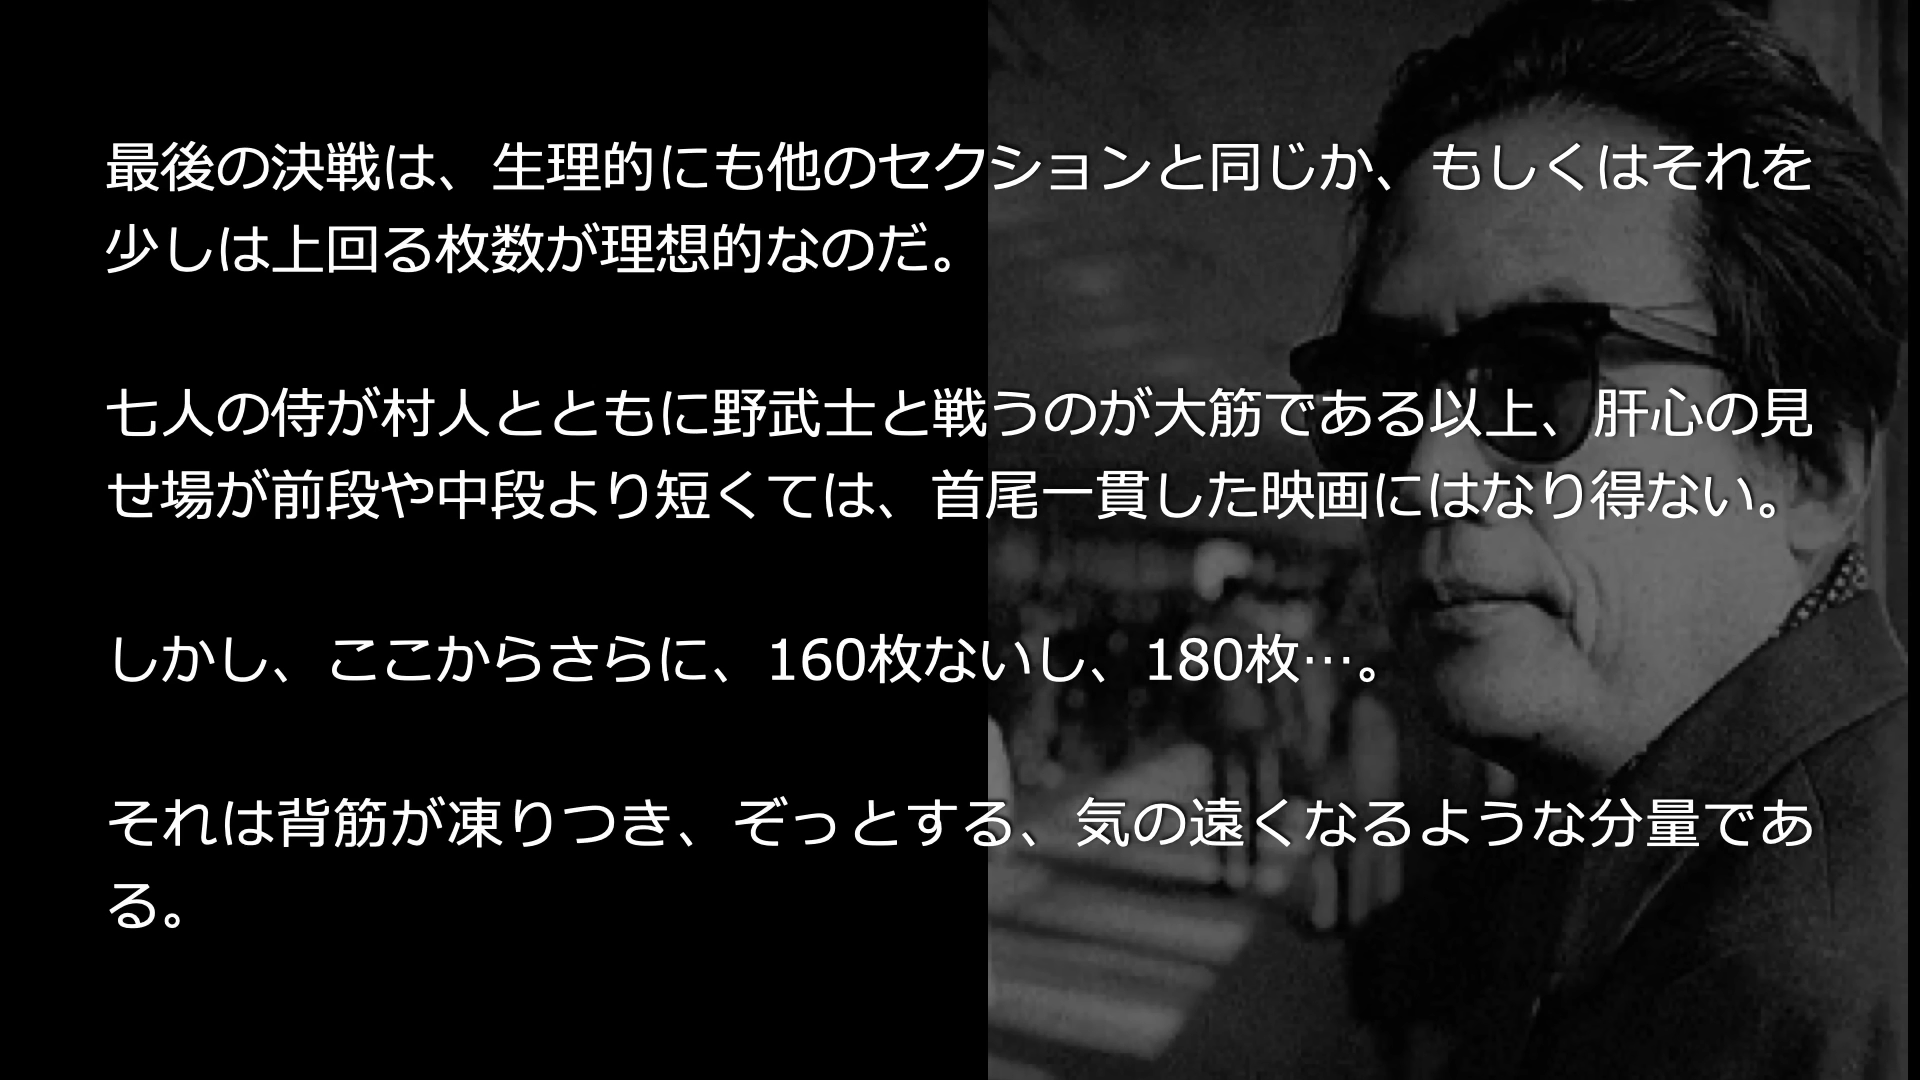 最後の決戦は、生理的にも他のセクションと同じか、もしくはそれを
少しは上回る枚数が理想的なのだ。
七人の侍が村人とともに野武士と戦うのが大筋である以上、肝心の見
せ場が前段や中段より短くては、首尾一貫した映画にはなり得ない。
しかし、ここからさらに、160枚ないし、180枚…。
それは背筋が凍りつき、ぞっとする、気の遠くなるような分量であ
る。